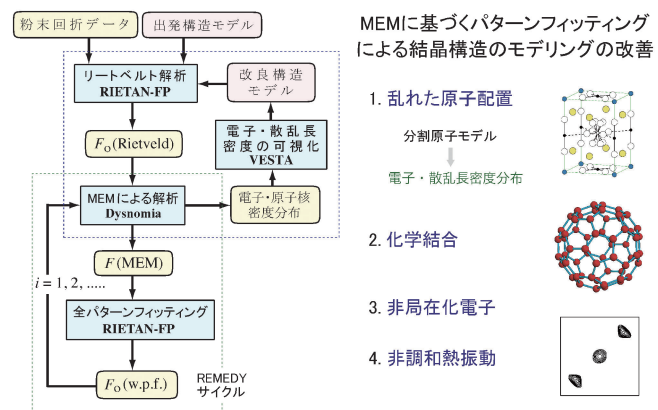 粉末回折データ
出発構造モデル
リートベルト解析
RIETAN-FP
改良構造
モデル
電子・散乱長
密度の可視化
VESTA
Fo(Rietveld)
MEMによる解析
Dysnomia
電子・原子核
密度分布
F(MEM)
i = 1, 2, .....
全パターンフィッティング
RIETAN-FP
Fo(w.p.f.)
REMEDY
サイクル
MEMに基づくパターンフィッティング
による結晶構造のモデリングの改善
1. 乱れた原子配置
分割原子モデル
電子・散乱長密度分布
2. 化学結合
3. 非局在化電子
4. 非調和熱振動